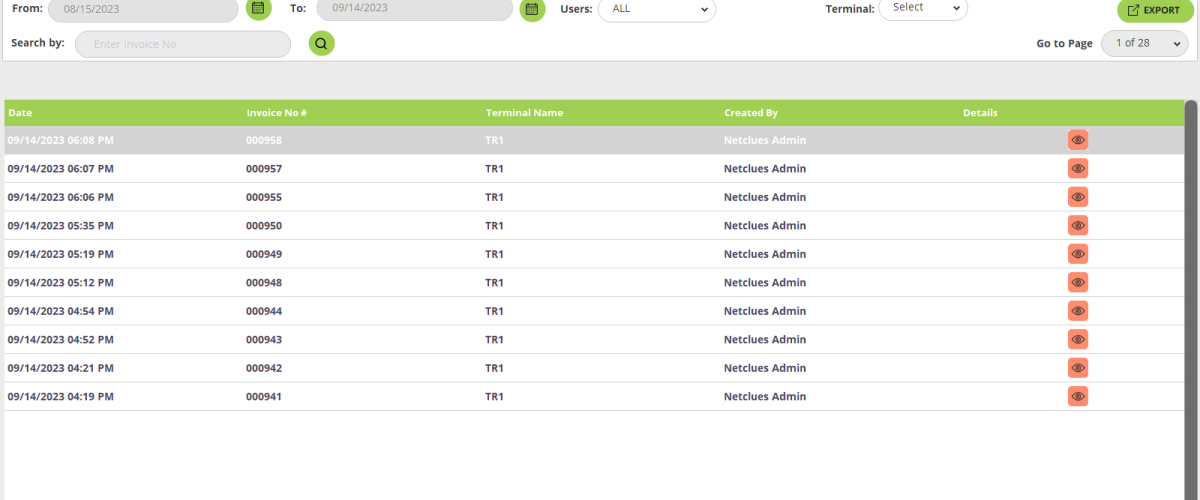 From: 08/15/2023 To: 09/14/2023 Users: ALL Terminal: Select EXPORT
Search by: Enter Invoice No Go to Page 1 of 28
Date Invoice No # Terminal Name Created By Details
09/14/2023 06:08 PM 000958 TR1 Netclues Admin
09/14/2023 06:07 PM 000957 TR1 Netclues Admin
09/14/2023 06:06 PM 000955 TR1 Netclues Admin
09/14/2023 05:35 PM 000950 TR1 Netclues Admin
09/14/2023 05:19 PM 000949 TR1 Netclues Admin
09/14/2023 05:12 PM 000948 TR1 Netclues Admin
09/14/2023 04:54 PM 000944 TR1 Netclues Admin
09/14/2023 04:52 PM 000943 TR1 Netclues Admin
09/14/2023 04:21 PM 000942 TR1 Netclues Admin
09/14/2023 04:19 PM 000941 TR1 Netclues Admin